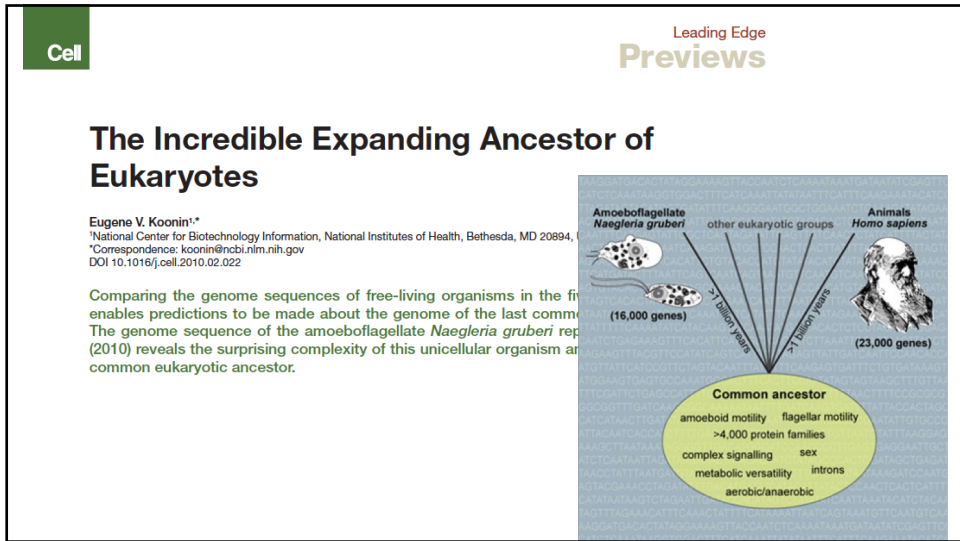 Cell
Leading Edge
Previews
The Incredible Expanding Ancestor of
Eukaryotes
Eugene V. Koonin1,*
1National Center for Biotechnology Information, National Institutes of Health, Bethesda, MD 20894,
*Correspondence: koonin@ncbi.nlm.nih.gov
DOI 10.1016/j.cell.2010.02.022
Comparing the genome sequences of free-living organisms in the
enables predictions to be made about the genome of the last
The genome sequence of the amoeboflagellate Naegleria gruberi
(2010) reveals the surprising complexity of this unicellular organism
common eukaryotic ancestor.
Amoeboflagellate
Naegleria gruberi
other eukaryotic groups
Animals
Homo sapiens
>1 billion years
>1 billion years
(16,000 genes)
(23,000 genes)
Common ancestor
amoeboid motility flagellar motility
>4,000 protein families
complex signalling sex
metabolic versatility introns
aerobic/anaerobic